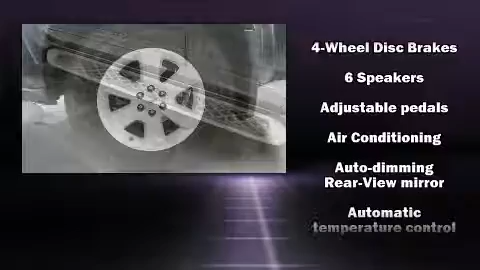 4-Wheel Disc Brakes
6 Speakers
Adjustable pedals
Air Conditioning
Auto-dimming
Rear-View mirror
Automatic
temperature control